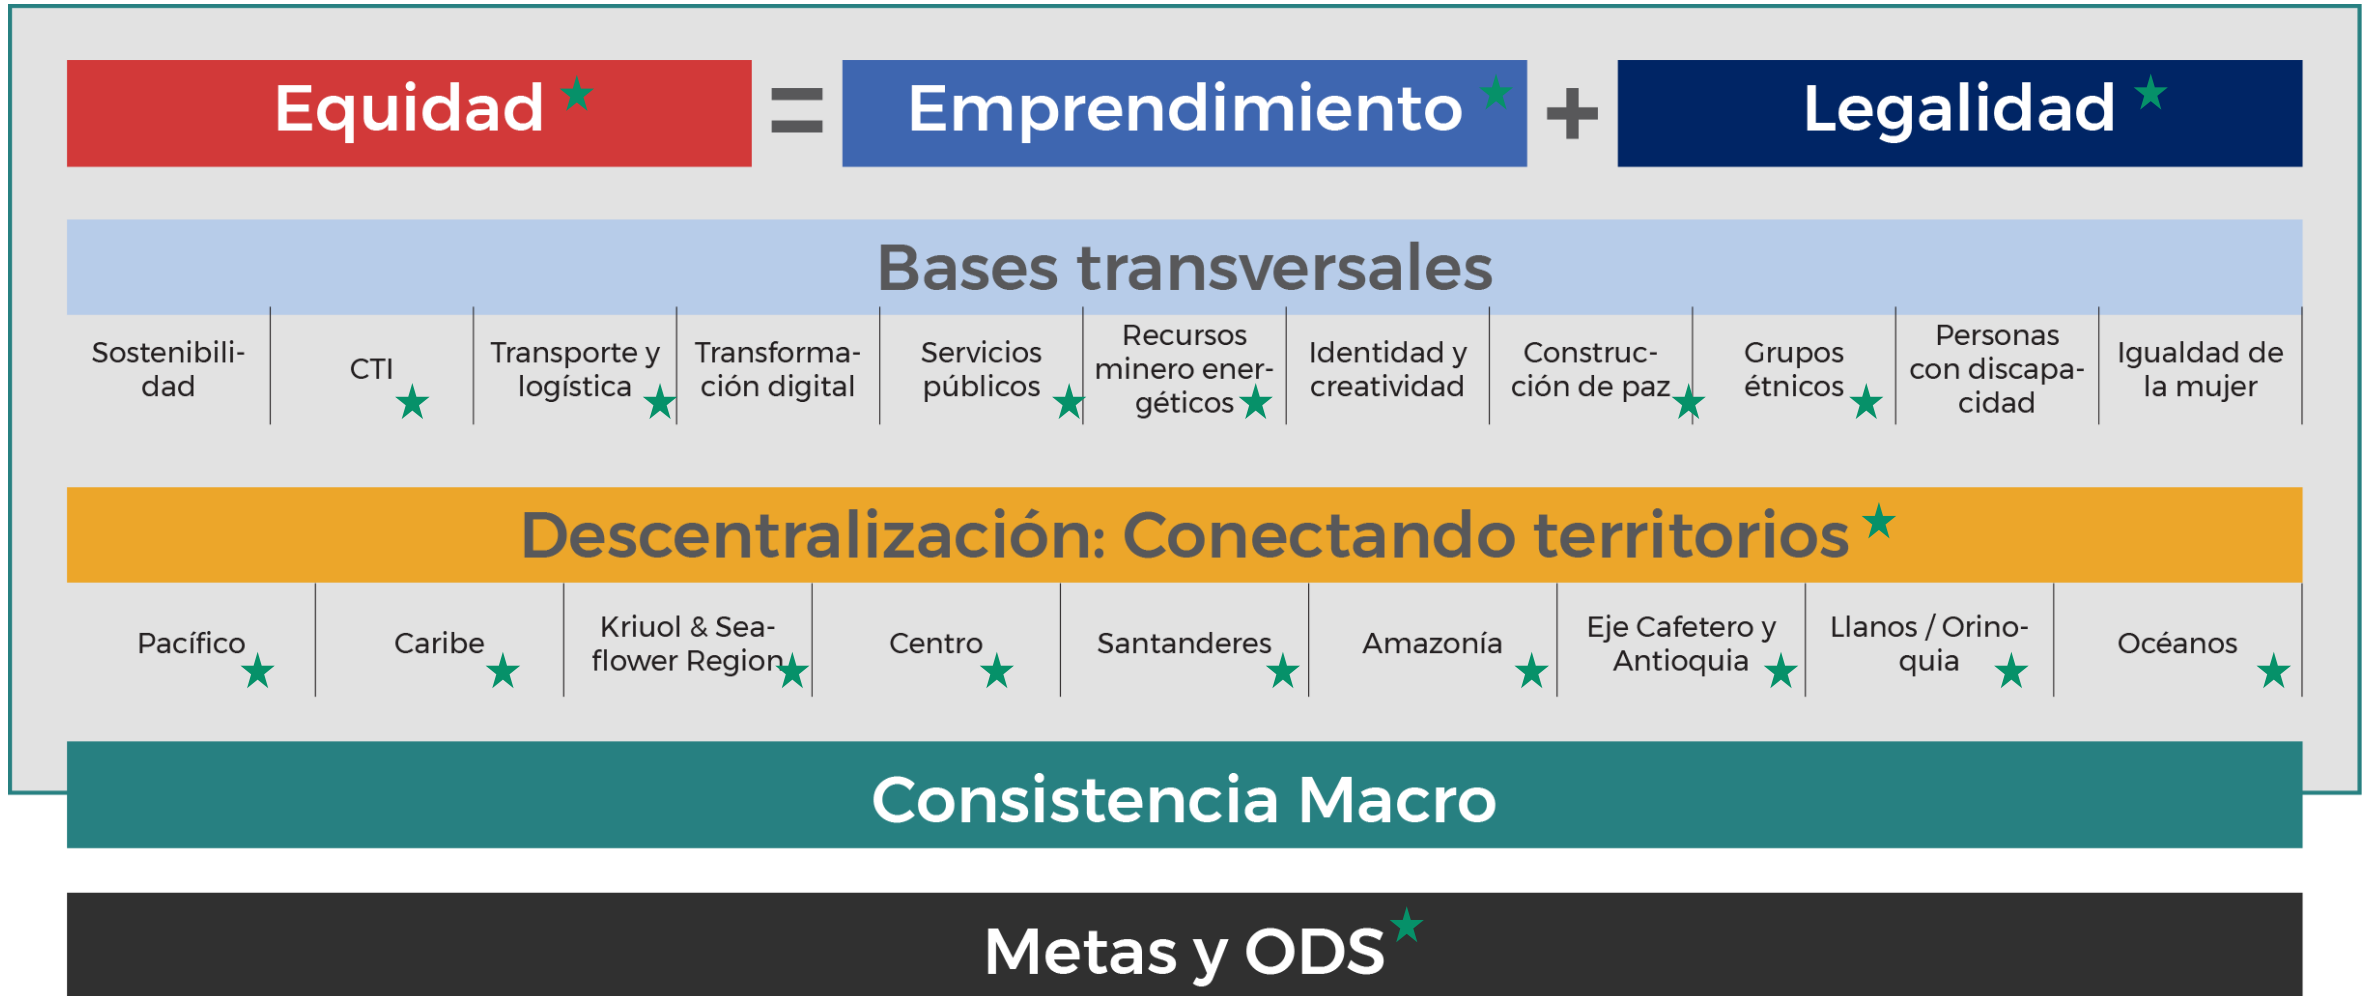 Equidad = Emprendimiento + Legalidad
Bases transversales
Sostenibili-
dad
CTI
Transporte y
logística
Transforma-
ción digital
Servicios
públicos
Recursos
minero ener-
géticos
Identidad y
creatividad
Construc-
ción de paz
Grupos
étnicos
Personas
con discapa-
cidad
Igualdad de
la mujer
Descentralización: Conectando territorios
Pacífico
Caribe
Kriuol & Sea-
flower Region
Centro
Santanderes
Amazonía
Eje Cafetero y
Antioquia
Llanos / Orino-
quia
Océanos
Consistencia Macro
Metas y ODS